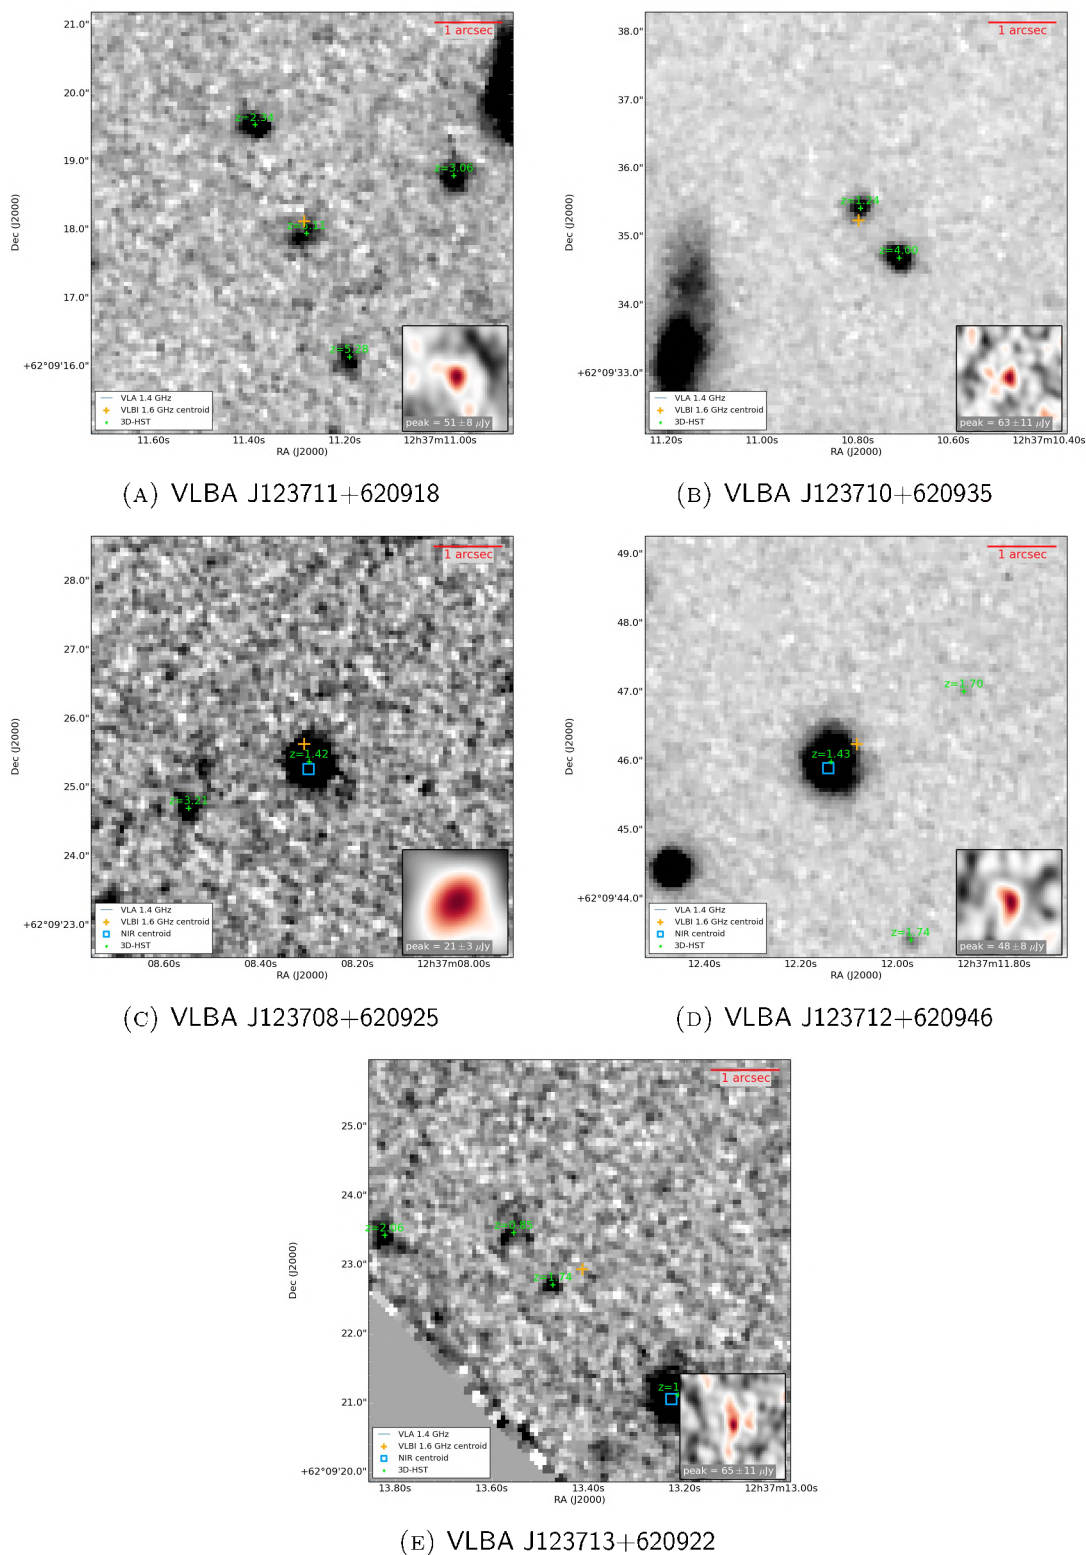 21.0"
20.0"
19.0"
18.0"
17.0"
+62°09'16.0"
Dec (J2000)
1 arcsec
z=3.06
VLA 1.4 GHz
VLBI 1.6 GHz centroid
3D-HST
peak = 51±8 μJy
11.60s 11.40s 11.20s 12h37m11.00s
RA (J2000)
(A) VLBA J123711+620918
38.0"
37.0"
36.0"
35.0"
34.0"
+62°09'33.0"
Dec (J2000)
1 arcsec
z=1.24
z=4.00
VLA 1.4 GHz
VLBI 1.6 GHz centroid
3D-HST
peak = 63±11 μJy
11.20s 11.00s 10.80s 10.60s 12h37m10.40s
RA (J2000)
(B) VLBA J123710+620935
28.0"
27.0"
26.0"
25.0"
24.0"
+62°09'23.0"
Dec (J2000)
1 arcsec
z=1.42
z=3.21
VLA 1.4 GHz
VLBI 1.6 GHz centroid
NIR centroid
3D-HST
peak = 21±3 μJy
08.60s 08.40s 08.20s 12h37m08.00s
RA (J2000)
(C) VLBA J123708+620925
49.0"
48.0"
47.0"
46.0"
45.0"
+62°09'44.0"
Dec (J2000)
1 arcsec
z=1.70
z=1.43
z=1.74
VLA 1.4 GHz
VLBI 1.6 GHz centroid
NIR centroid
3D-HST
peak = 48±8 μJy
12.40s 12.20s 12.00s 12h37m11.80s
RA (J2000)
(D) VLBA J123712+620946
25.0"
24.0"
23.0"
22.0"
21.0"
+62°09'20.0"
Dec (J2000)
1 arcsec
z=1.74
z=1
VLA 1.4 GHz
VLBI 1.6 GHz centroid
NIR centroid
3D-HST
peak = 65±11 μJy
13.80s 13.60s 13.40s 13.20s 12h37m13.00s
RA (J2000)
(E) VLBA J123713+620922